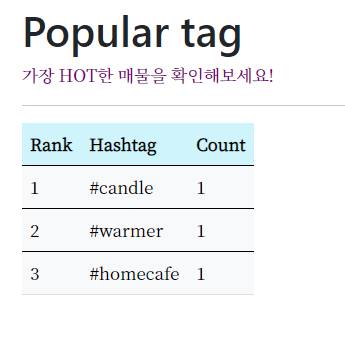 Popular tag
가장 HOT한 매물을 확인해보세요!
Rank Hashtag Count
1 #candle 1
2 #warmer 1
3 #homecafe 1